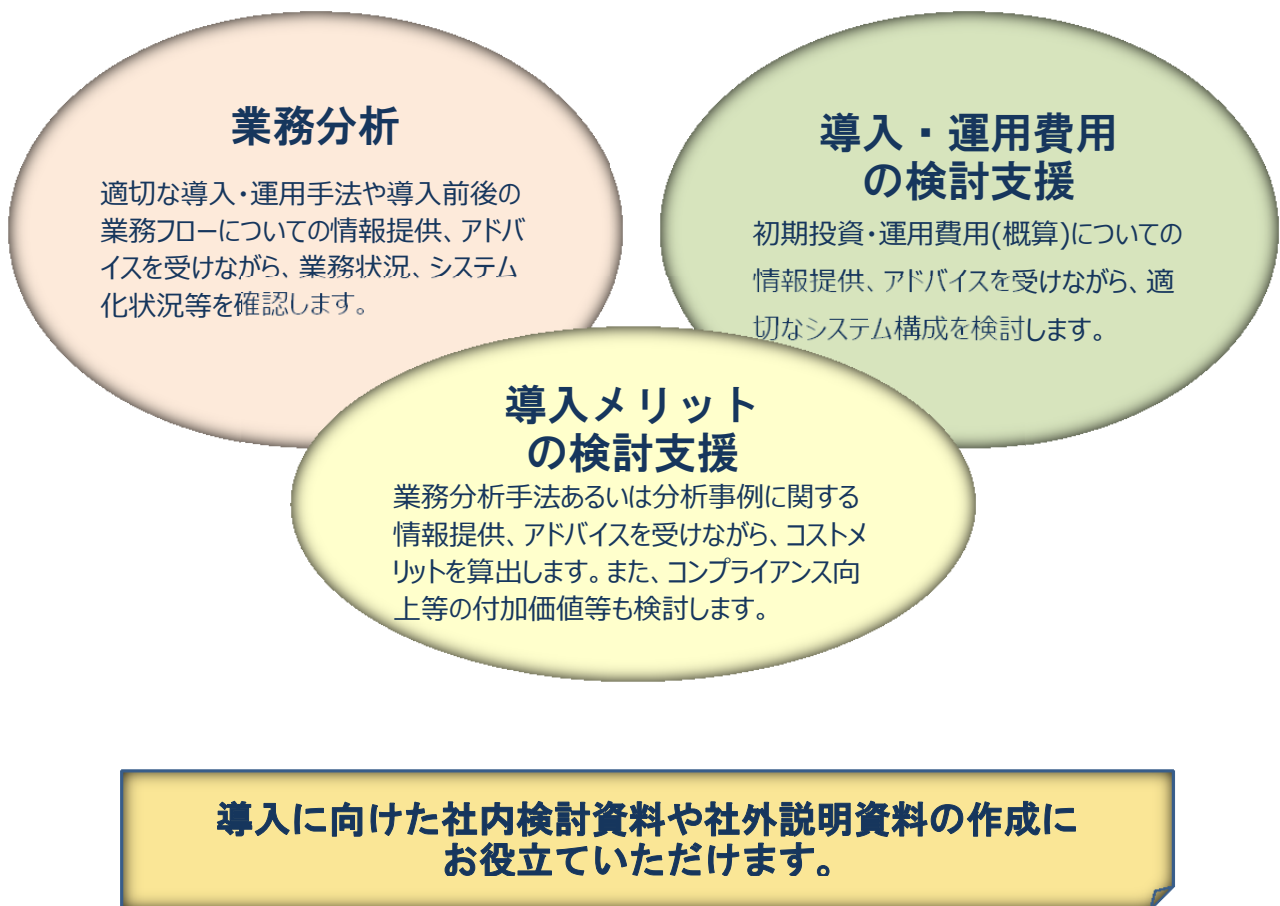 業務分析
適切な導入・運用手法や導入前後の
業務フローについての情報提供、アドバ
イスを受けながら、業務状況、システム
化状況等を確認します。
導入・運用費用
の検討支援
初期投資・運用費用(概算)についての
情報提供、アドバイスを受けながら、適
切なシステム構成を検討します。
導入メリット
の検討支援
業務分析手法あるいは分析事例に関する
情報提供、アドバイスを受けながら、コストメ
リットを算出します。また、コンプライアンス向
上等の付加価値等も検討します。
導入に向けた社内検討資料や社外説明資料の作成に
お役立ていただけます。